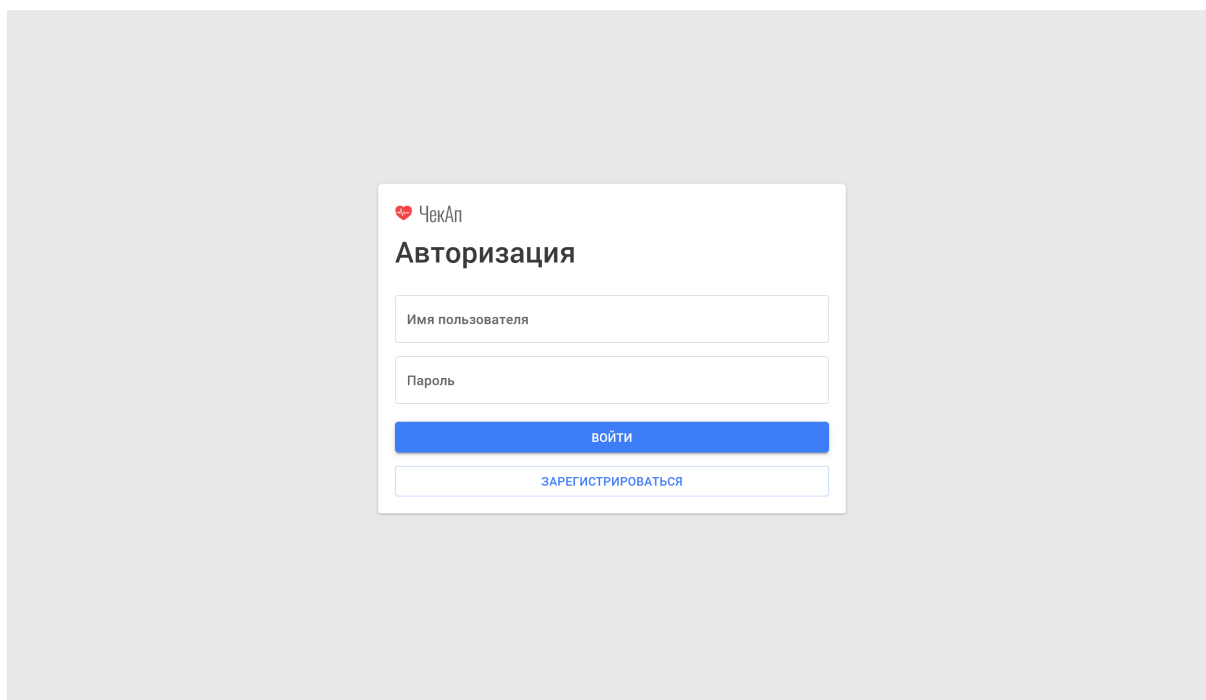 ЧекАп
Авторизация
Имя пользователя
Пароль
ВОЙТИ
ЗАРЕГИСТРИРОВАТЬСЯ